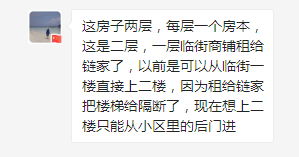 这房子两层，每层一个房本，
这是二层，一层临街商铺租给
链家了，以前是可以从临街一
楼直接上二楼，因为租给链家
把楼梯给隔断了，现在想上二
楼只能从小区里的后门进